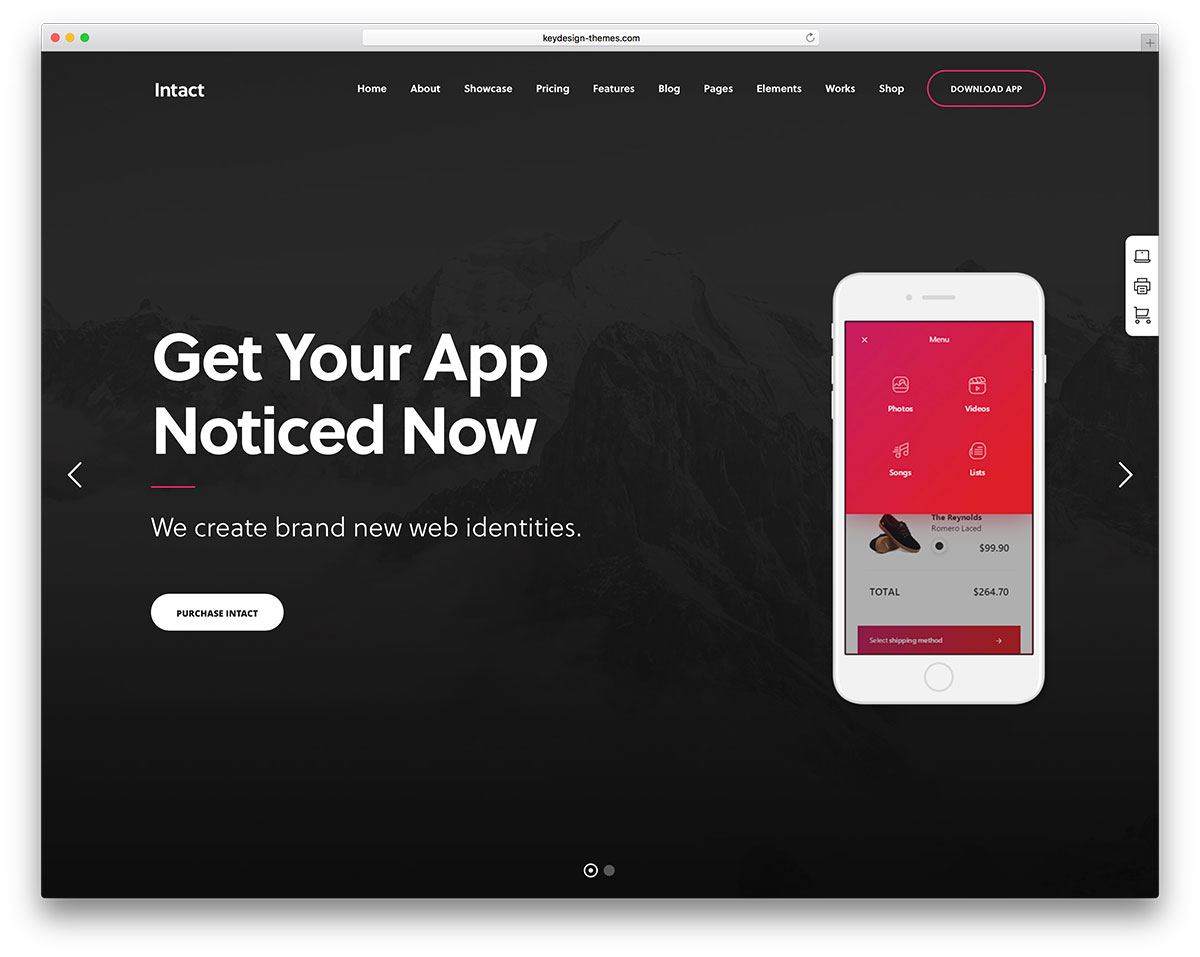 keydesign-themes.com
Intact
Home About Showcase Pricing Features Blog Pages Elements Works Shop DOWNLOAD APP
Get Your App
Noticed Now
We create brand new web identities.
PURCHASE INTACT
Menu
Photos Videos
Songs Lists
The Reynolds
Romero Laced
$99.90
TOTAL $264.70
Select shipping method